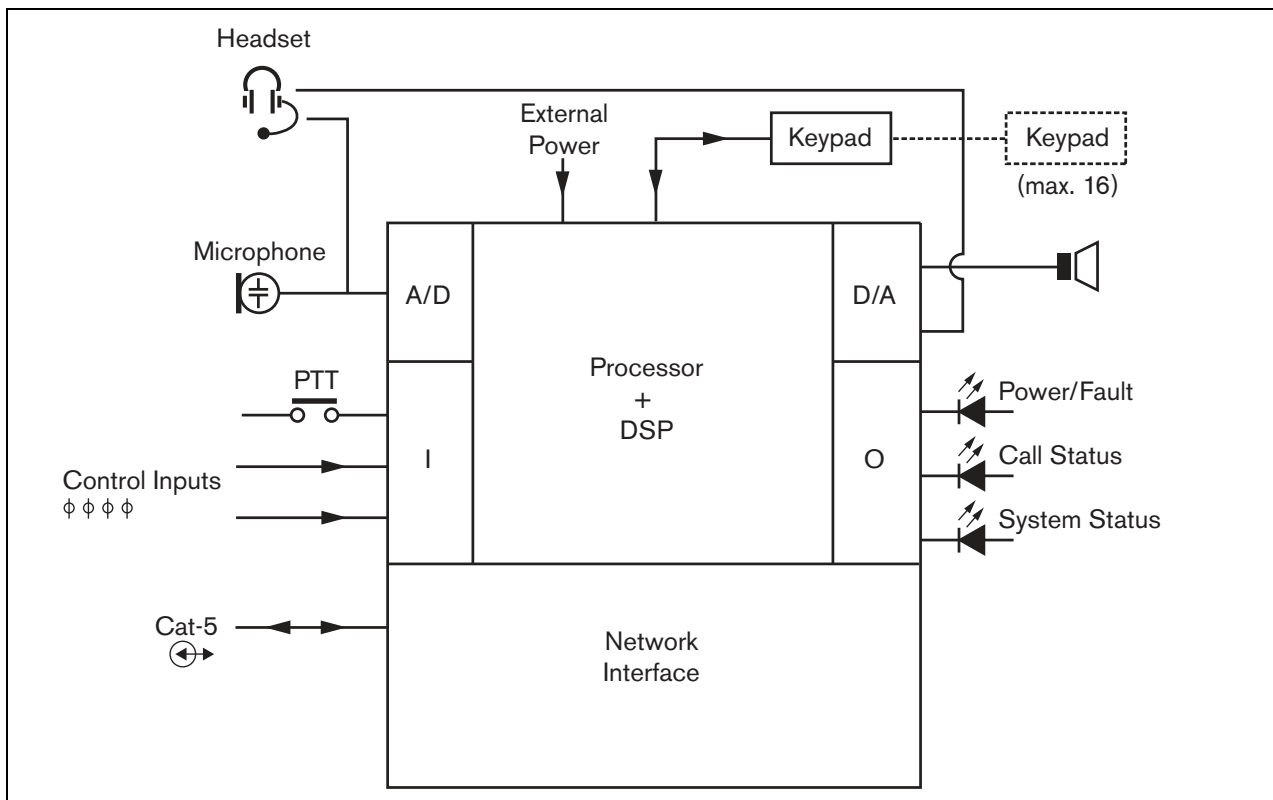 Headset
External
Power
Keypad
Keypad
(max. 16)
Microphone
A/D
D/A
PTT
Processor
+
DSP
Power/Fault
I
O
Call Status
Control Inputs
System Status
Cat-5
Network
Interface